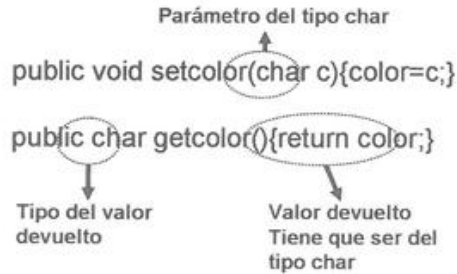 Parámetro del tipo char
public void setcolor(char c){color=c;}
public char getcolor(){return color;}
Tipo del valor
devuelto
Valor devuelto
Tiene que ser del
tipo char